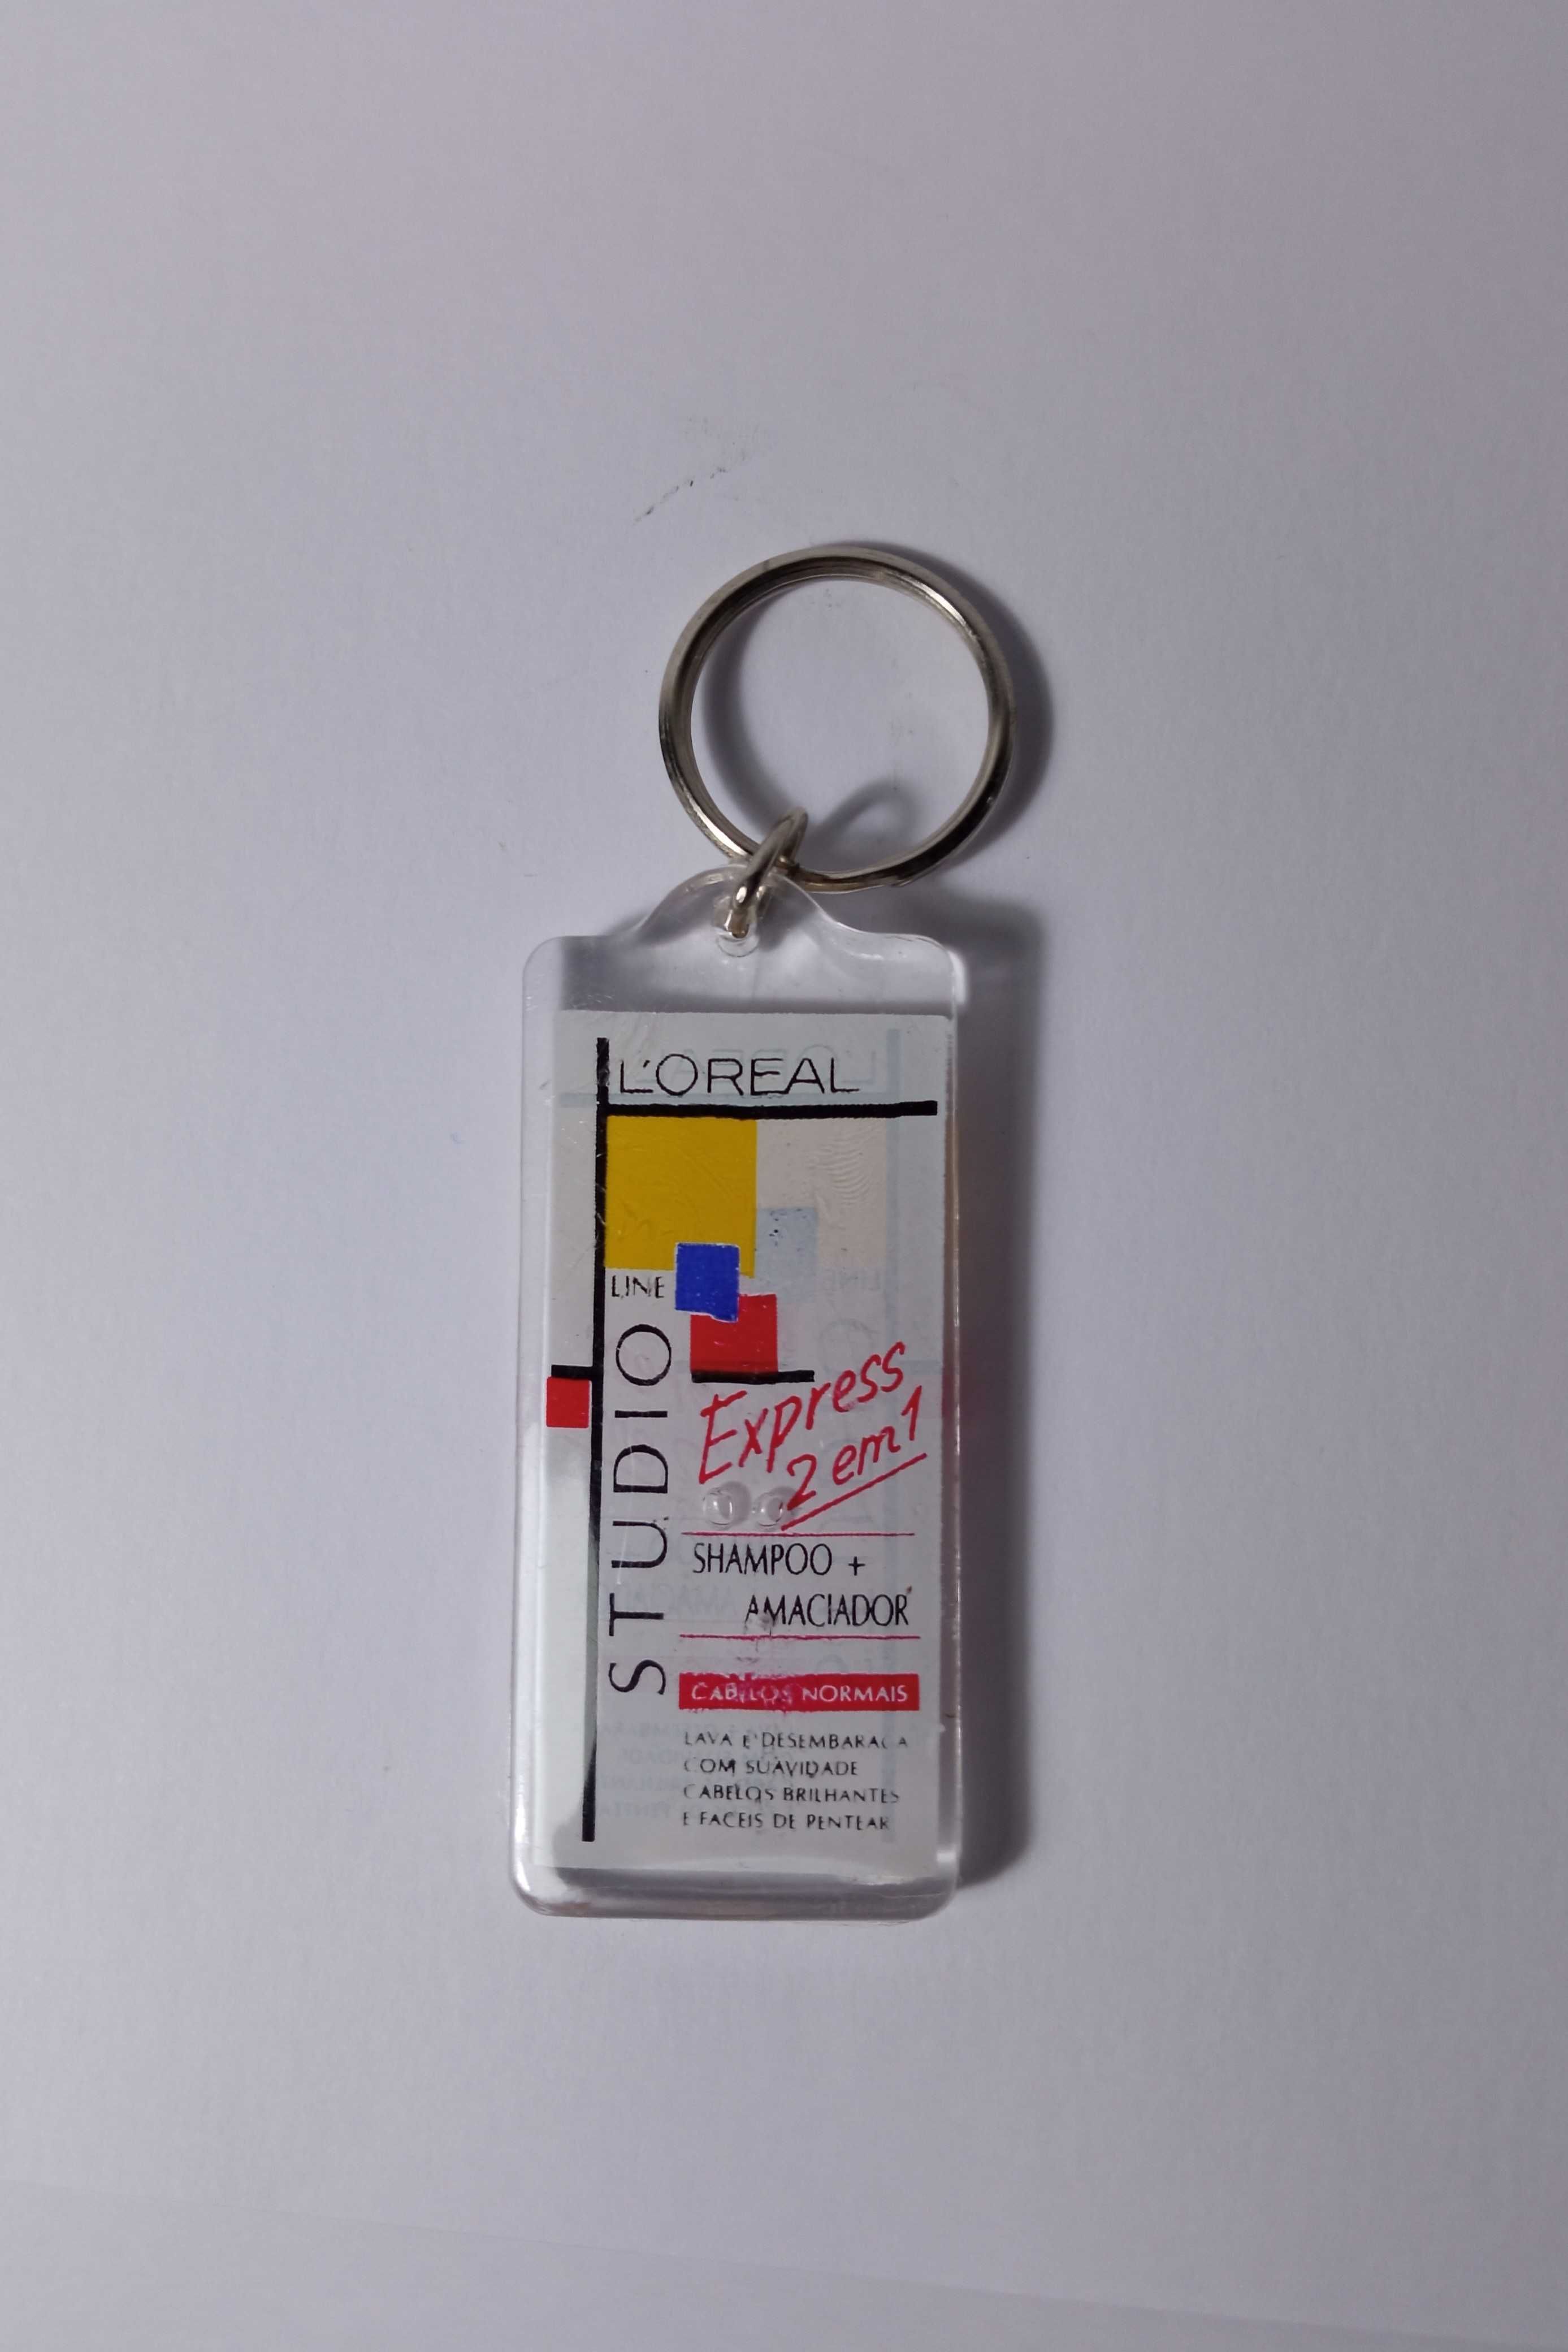 L'OREAL
LINE
STUDIO
Express
2 em 1
SHAMPOO +
AMACIADOR
CABELOS NORMAIS
LAVA E DESEMBARAÇA
COM SUAVIDADE
CABELOS BRILHANTES
E FACEIS DE PENTEAR